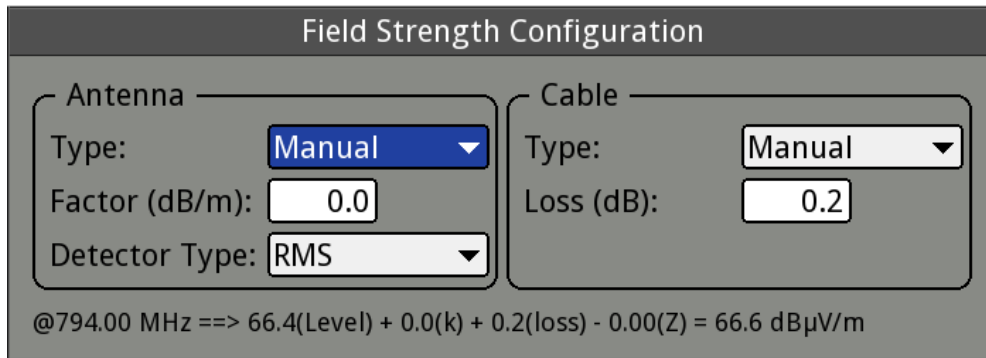 Field Strength Configuration
Antenna
Type: Manual
Factor (dB/m): 0.0
Detector Type: RMS
Cable
Type: Manual
Loss (dB): 0.2
@794.00 MHz ==> 66.4(Level) + 0.0(k) + 0.2(loss) - 0.00(Z) = 66.6 dBµV/m